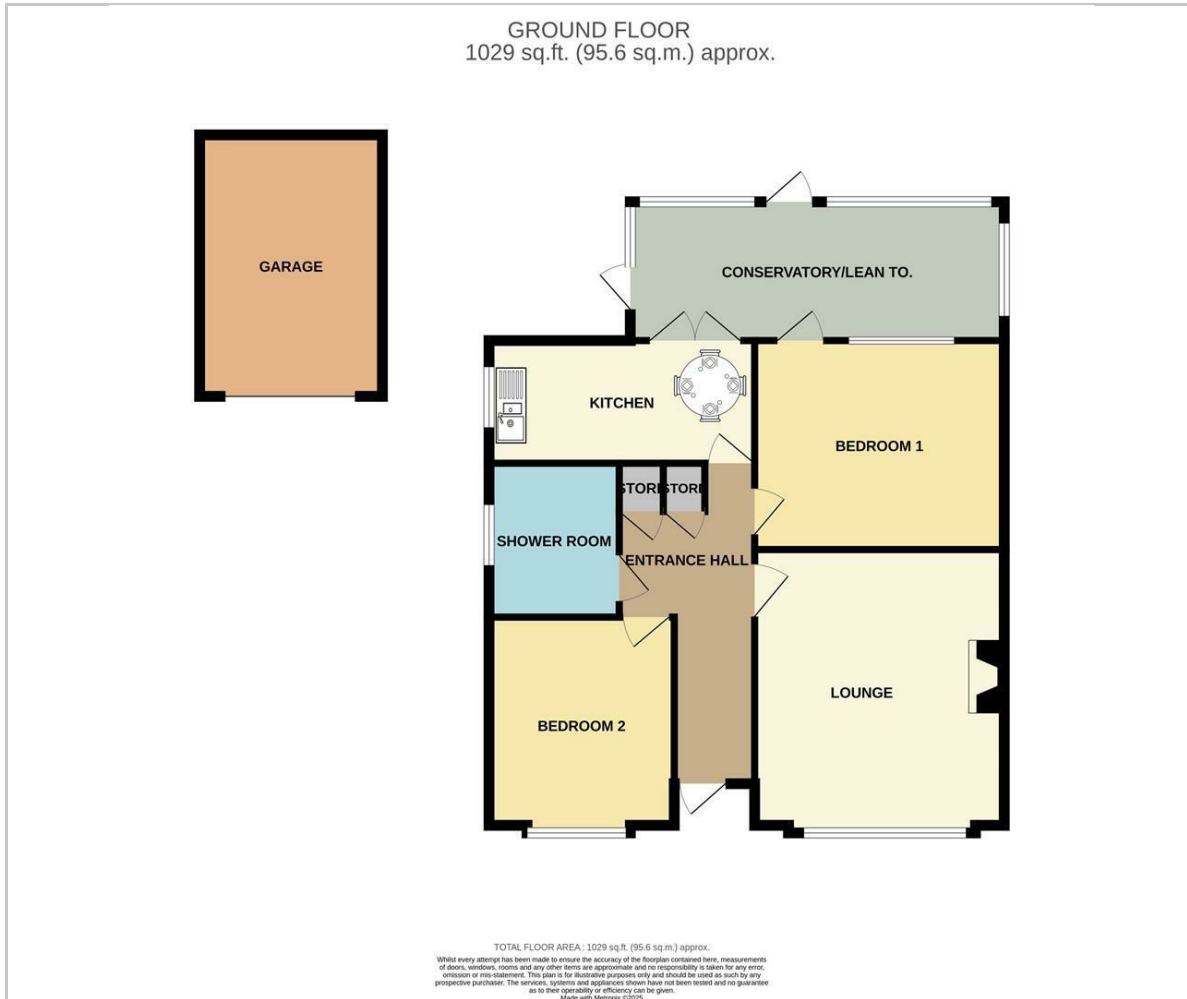 GROUND FLOOR
1029 sq.ft. (95.6 sq.m.) approx.
GARAGE
CONSERVATORY/LEAN TO.
KITCHEN
BEDROOM 1
STORE STORE
SHOWER ROOM
ENTRANCE HALL
LOUNGE
BEDROOM 2
TOTAL FLOOR AREA : 1029 sq.ft. (95.6 sq.m.) approx.
Whilst every attempt has been made to ensure the accuracy of the floorplan contained here, measurements
of doors, windows, rooms and any other items are approximate and no responsibility is taken for any error,
omission or mis-statement. This plan is for illustrative purposes only and should be used as such by any
prospective purchaser. The services, systems and appliances shown have not been tested and no guarantee
as to their operability or efficiency can be given.
Made with Metropix ©2025